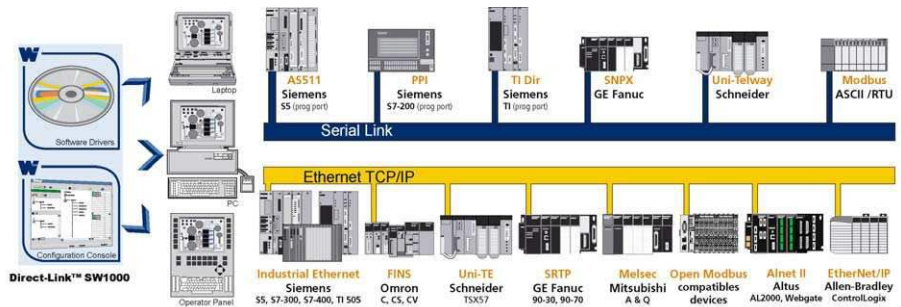 W
Software Drivers
W
Configuration Console
Direct-Link™ SW1000
Laptop
PC
Operator Panel
AS511
Siemens
S5 (prog port)
PPI
Siemens
S7-200 (prog port)
TI Dir
Siemens
TI (prog port)
SNPX
GE Fanuc
Uni-Telway
Schneider
Modbus
ASCII /RTU
Serial Link
Ethernet TCP/IP
Industrial Ethernet
Siemens
S5, S7-300, S7-400, TI 505
FINS
Omron
C, CS, CV
Uni-TE
Schneider
TSX57
SRTP
GE Fanuc
90-30, 90-70
Melsec
Mitsubishi
A & Q
Open Modbus
compatibles
devices
Alnet II
Altus
AL2000, Webgate
EtherNet/IP
Allen-Bradley
ControlLogix